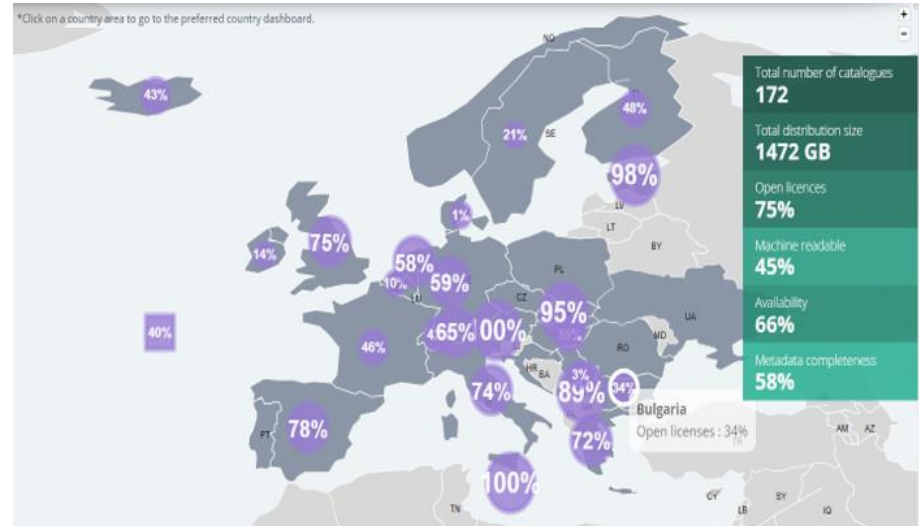 *Click on a country area to go to the preferred country dashboard.
+
−
NO
43%
48%
21%
SE
98%
LV
LT
BY
1%
75%
14%
58%
10%
59%
LU
PL
CZ
95%
UA
65%
00%
RO
MD
40%
46%
HR
BA
3%
74%
89%
34%
PT
78%
72%
100%
TN
CY
SY
LB
IQ
AM
AZ
Bulgaria
Open licenses : 34%
Total number of catalogues
172
Total distribution size
1472 GB
Open licences
75%
Machine readable
45%
Availability
66%
Metadata completeness
58%